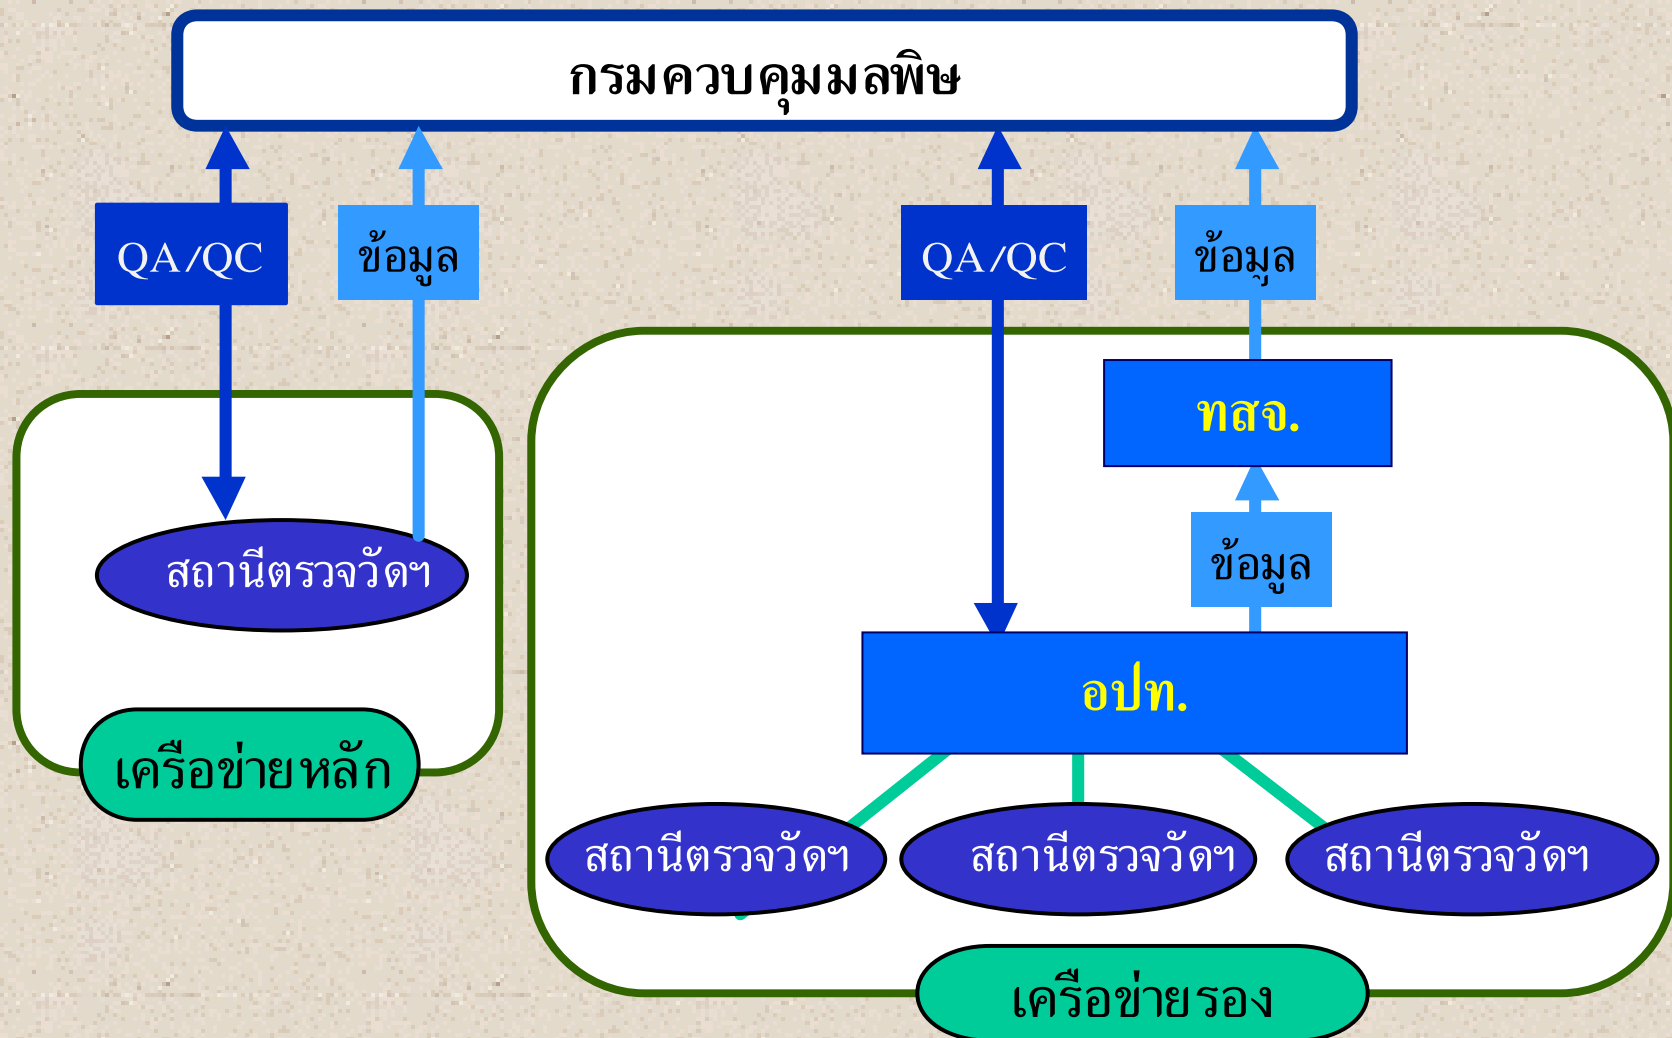 กรมควบคุมมลพิษ
QA/QC
ข้อมูล
QA/QC
ข้อมูล
ทสจ.
ข้อมูล
สถานีตรวจวัดฯ
อปท.
เครือข่ายหลัก
สถานีตรวจวัดฯ
สถานีตรวจวัดฯ
สถานีตรวจวัดฯ
เครือข่ายรอง